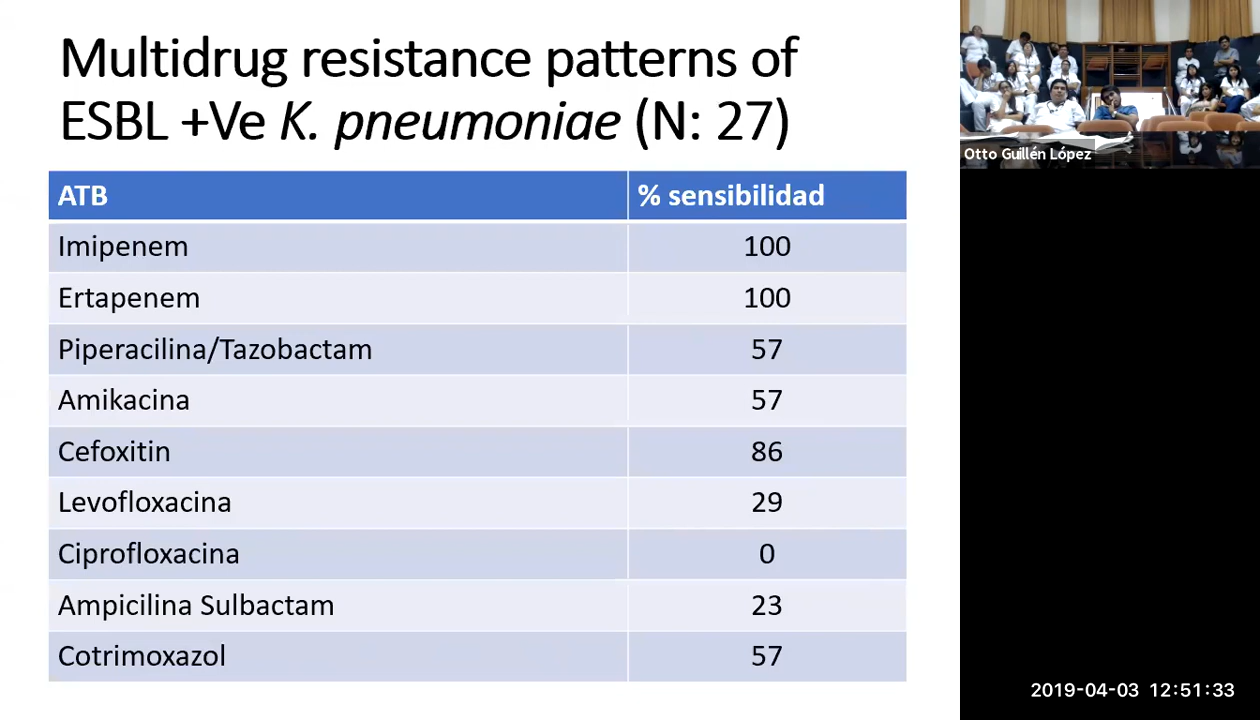 Multidrug resistance patterns of
ESBL +Ve K. pneumoniae (N: 27)
ATB % sensibilidad
Imipenem 100
Ertapenem 100
Piperacilina/Tazobactam 57
Amikacina 57
Cefoxitin 86
Levofloxacina 29
Ciprofloxacina 0
Ampicilina Sulbactam 23
Cotrimoxazol 57
Otto Guillén López
2019-04-03 12:51:33